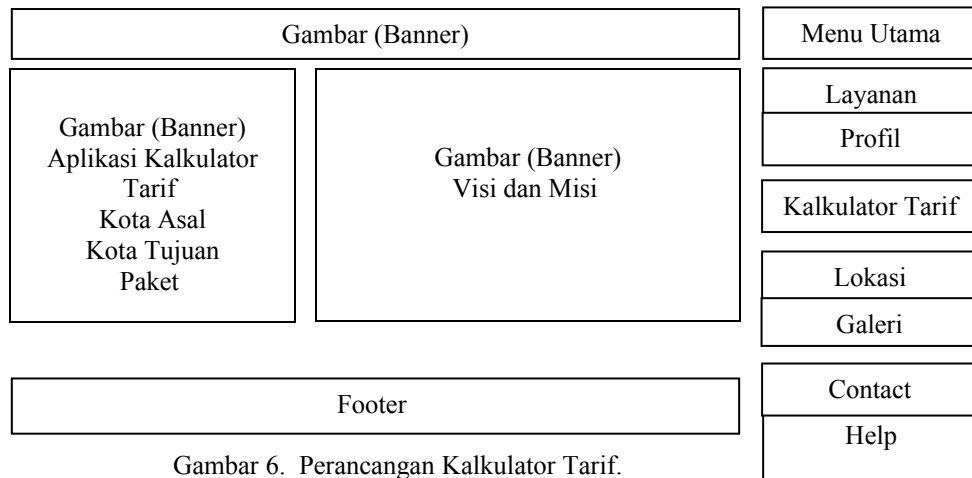 Gambar (Banner)
Gambar (Banner)
Aplikasi Kalkulator
Tarif
Kota Asal
Kota Tujuan
Paket
Gambar (Banner)
Visi dan Misi
Footer
Gambar 6. Perancangan Kalkulator Tarif.
Menu Utama
Layanan
Profil
Kalkulator Tarif
Lokasi
Galeri
Contact
Help